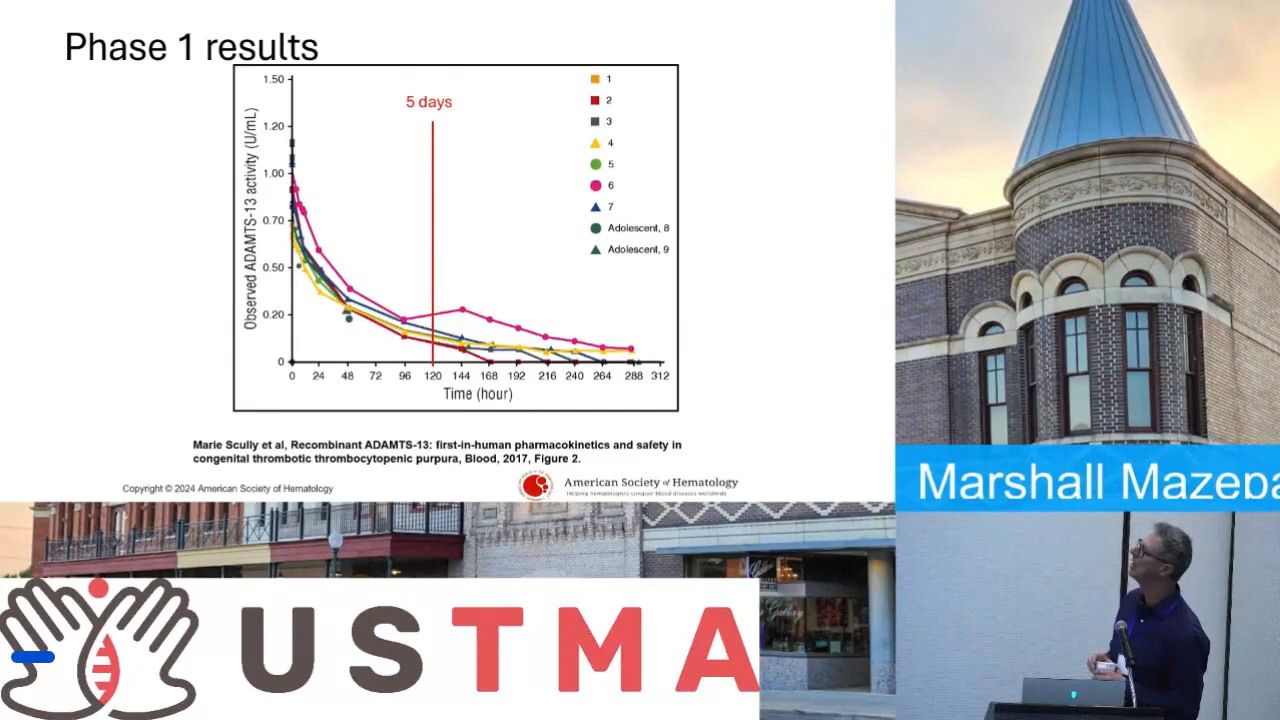 Phase 1 results
5 days
Observed ADAMTS-13 activity (U/mL)
1.50
1.20
1.00
0.70
0.50
0.20
0
0 24 48 72 96 120 144 168 192 216 240 264 288 312
Time (hour)
1
2
3
4
5
6
7
Adolescent, 8
Adolescent, 9
Marie Scully et al, Recombinant ADAMTS-13: first-in-human pharmacokinetics and safety in
congenital thrombotic thrombocytopenic purpura, Blood, 2017, Figure 2.
Copyright © 2024 American Society of Hematology
American Society of Hematology
Helping hematologists conquer blood diseases worldwide
Marshall Mazepa
USTMA
Gallery